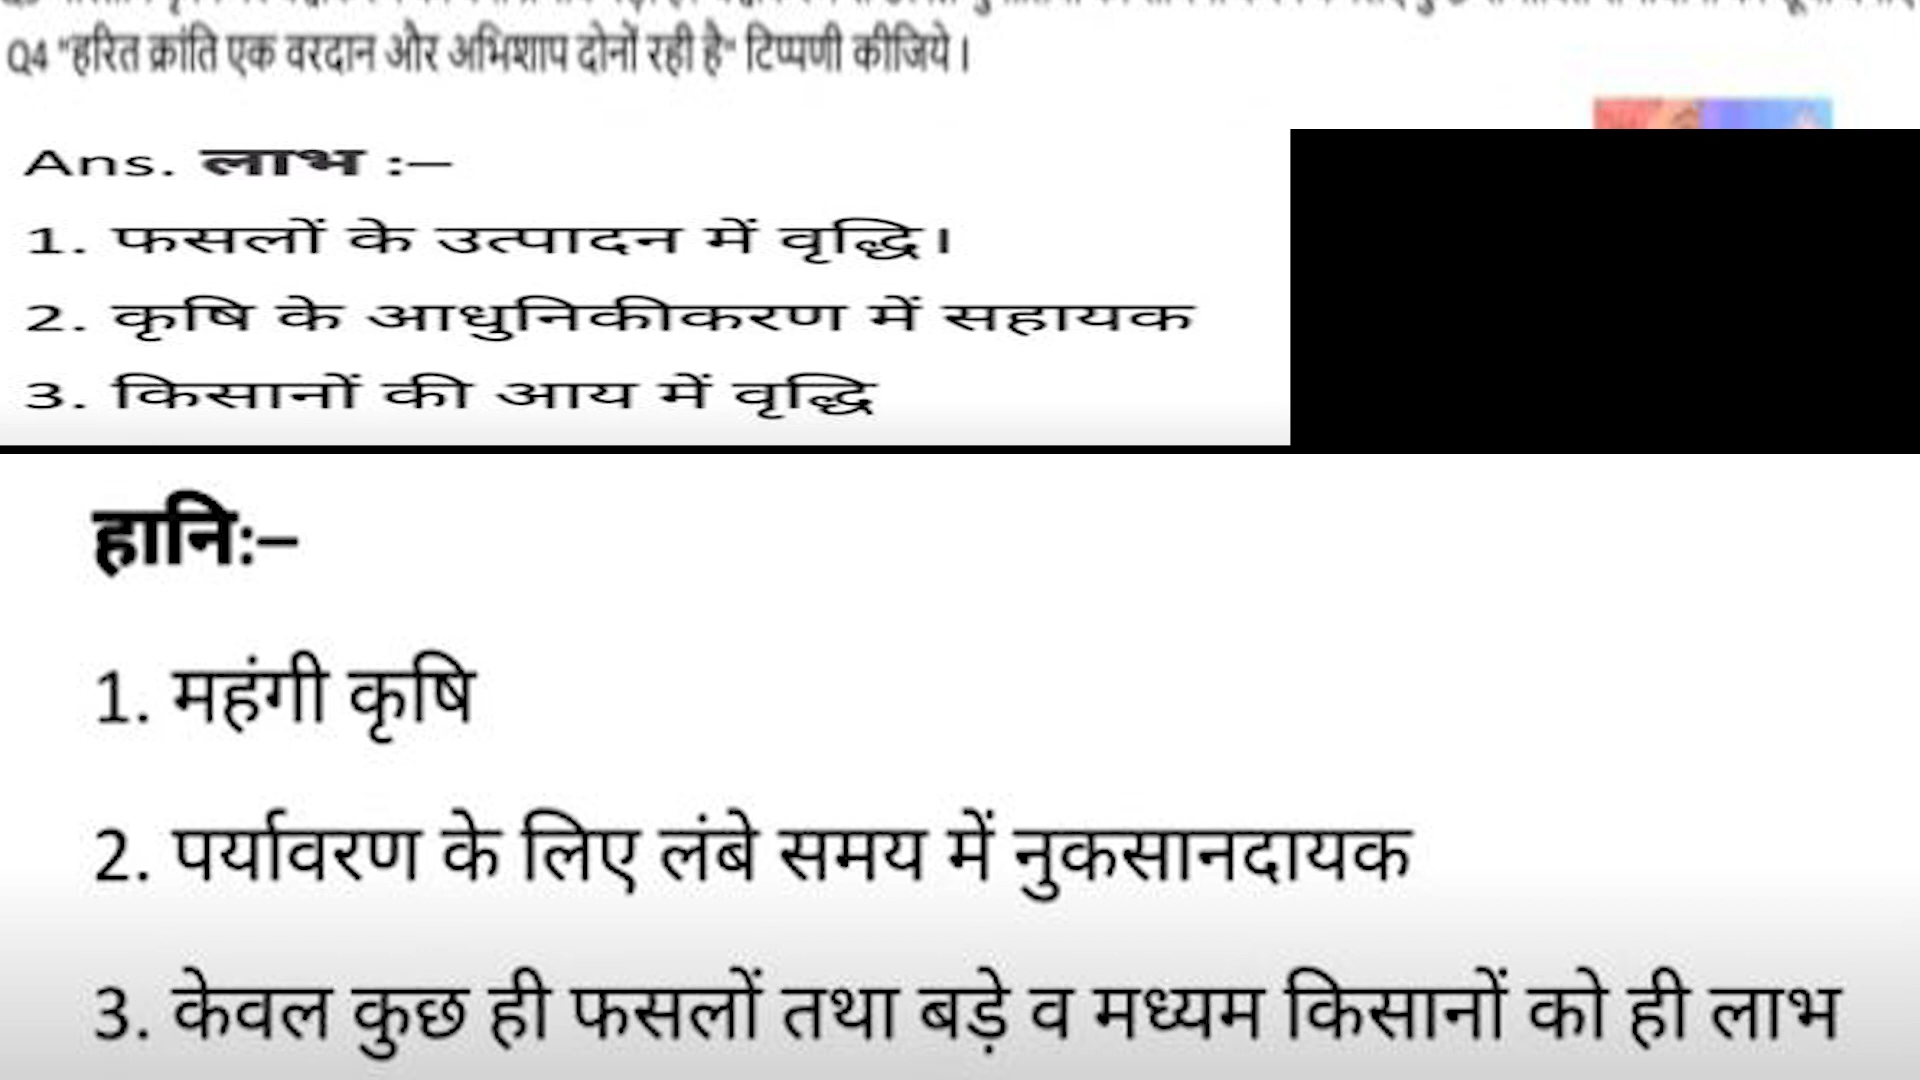 Q4 "हरित क्रांति एक वरदान और अभिशाप दोनों रही है" टिप्पणी कीजिये।
Ans. लाभ :–
1. फसलों के उत्पादन में वृद्धि।
2. कृषि के आधुनिकीकरण में सहायक
3. किसानों की आय में वृद्धि
हानि:–
1. महंगी कृषि
2. पर्यावरण के लिए लंबे समय में नुकसानदायक
3. केवल कुछ ही फसलों तथा बड़े व मध्यम किसानों को ही लाभ